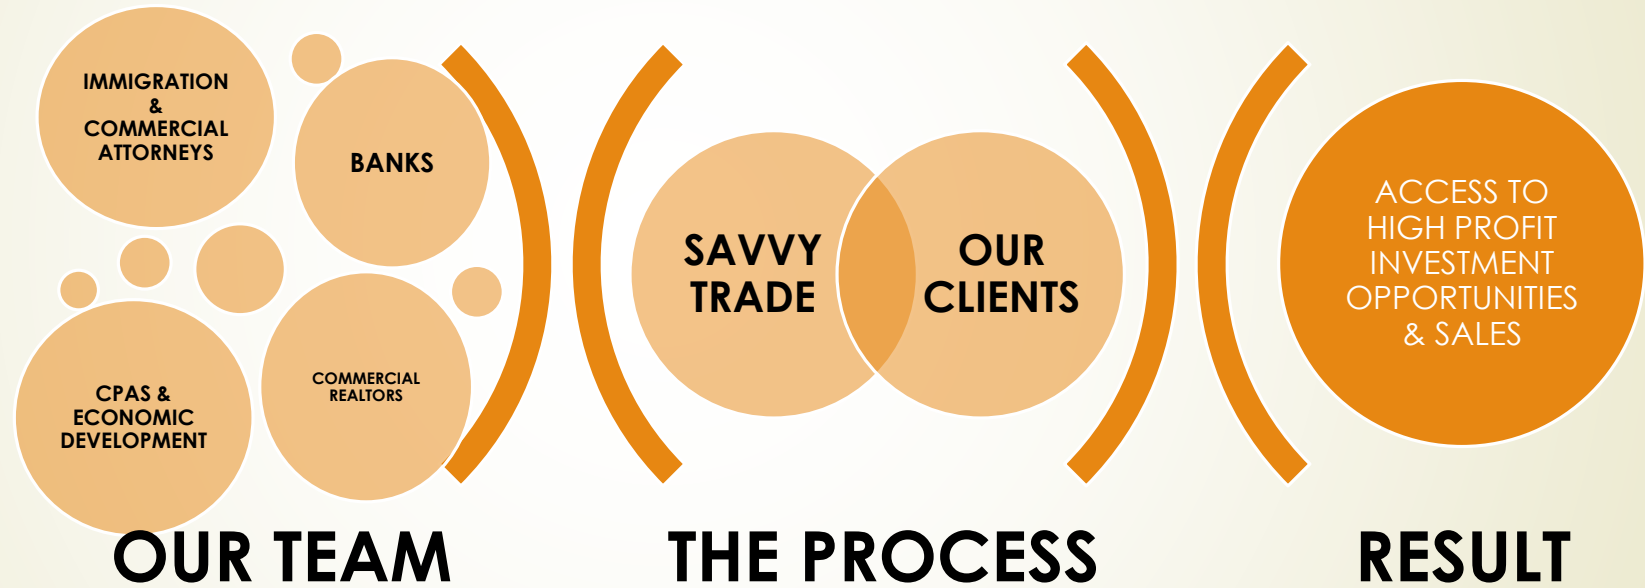 IMMIGRATION
&
COMMERCIAL
ATTORNEYS
BANKS
CPAS &
ECONOMIC
DEVELOPMENT
COMMERCIAL
REALTORS
OUR TEAM
SAVVY
TRADE
OUR
CLIENTS
THE PROCESS
ACCESS TO
HIGH PROFIT
INVESTMENT
OPPORTUNITIES
& SALES
RESULT